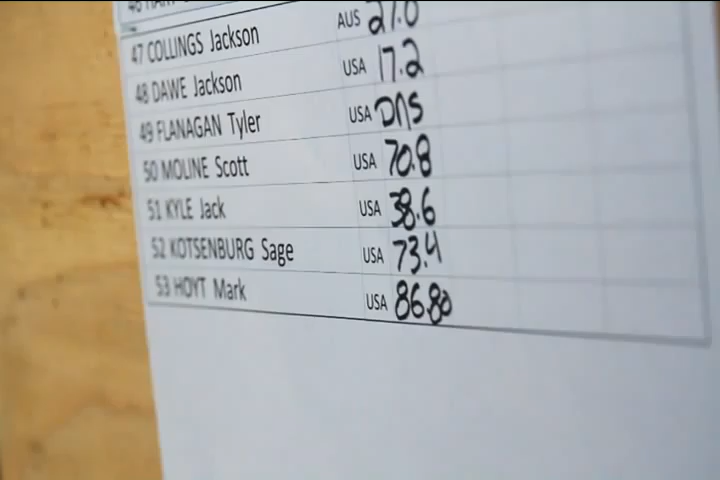 47 COLLINGS Jackson AUS 27.0
48 DAWE Jackson USA 17.2
49 FLANAGAN Tyler USA DNS
50 MOLINE Scott USA 70.8
51 KYLE Jack USA 38.6
52 KOTSENBURG Sage USA 73.4
53 HOYT Mark USA 86.80